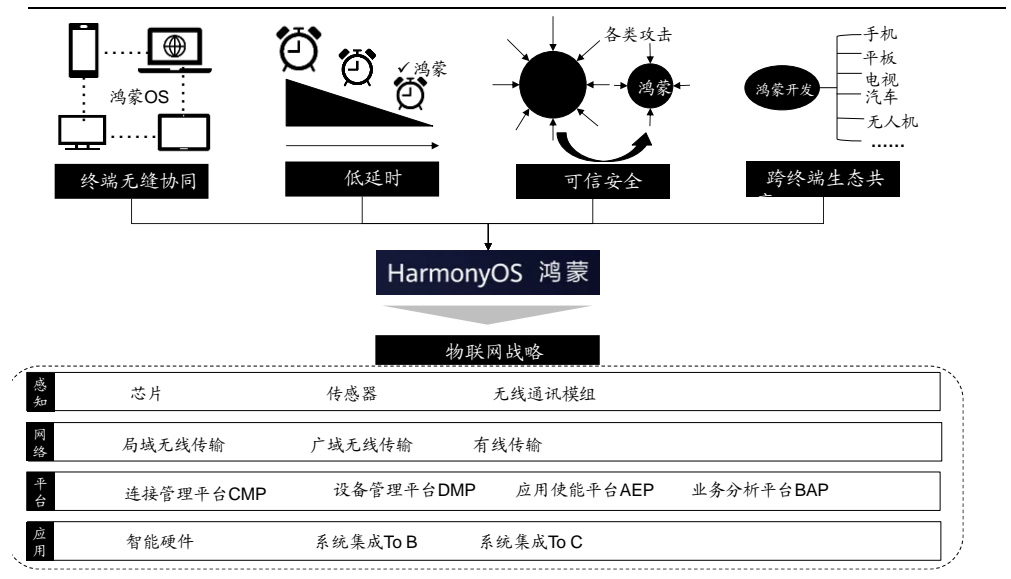 鸿蒙OS
✓鸿蒙
各类攻击
鸿蒙
鸿蒙开发
手机
平板
电视
汽车
无人机
......
终端无缝协同
低延时
可信安全
跨终端生态共
HarmonyOS 鸿蒙
物联网战略
感知
芯片 传感器 无线通讯模组
网络
局域无线传输 广域无线传输 有线传输
平台
连接管理平台CMP 设备管理平台DMP 应用使能平台AEP 业务分析平台BAP
应用
智能硬件 系统集成To B 系统集成To C